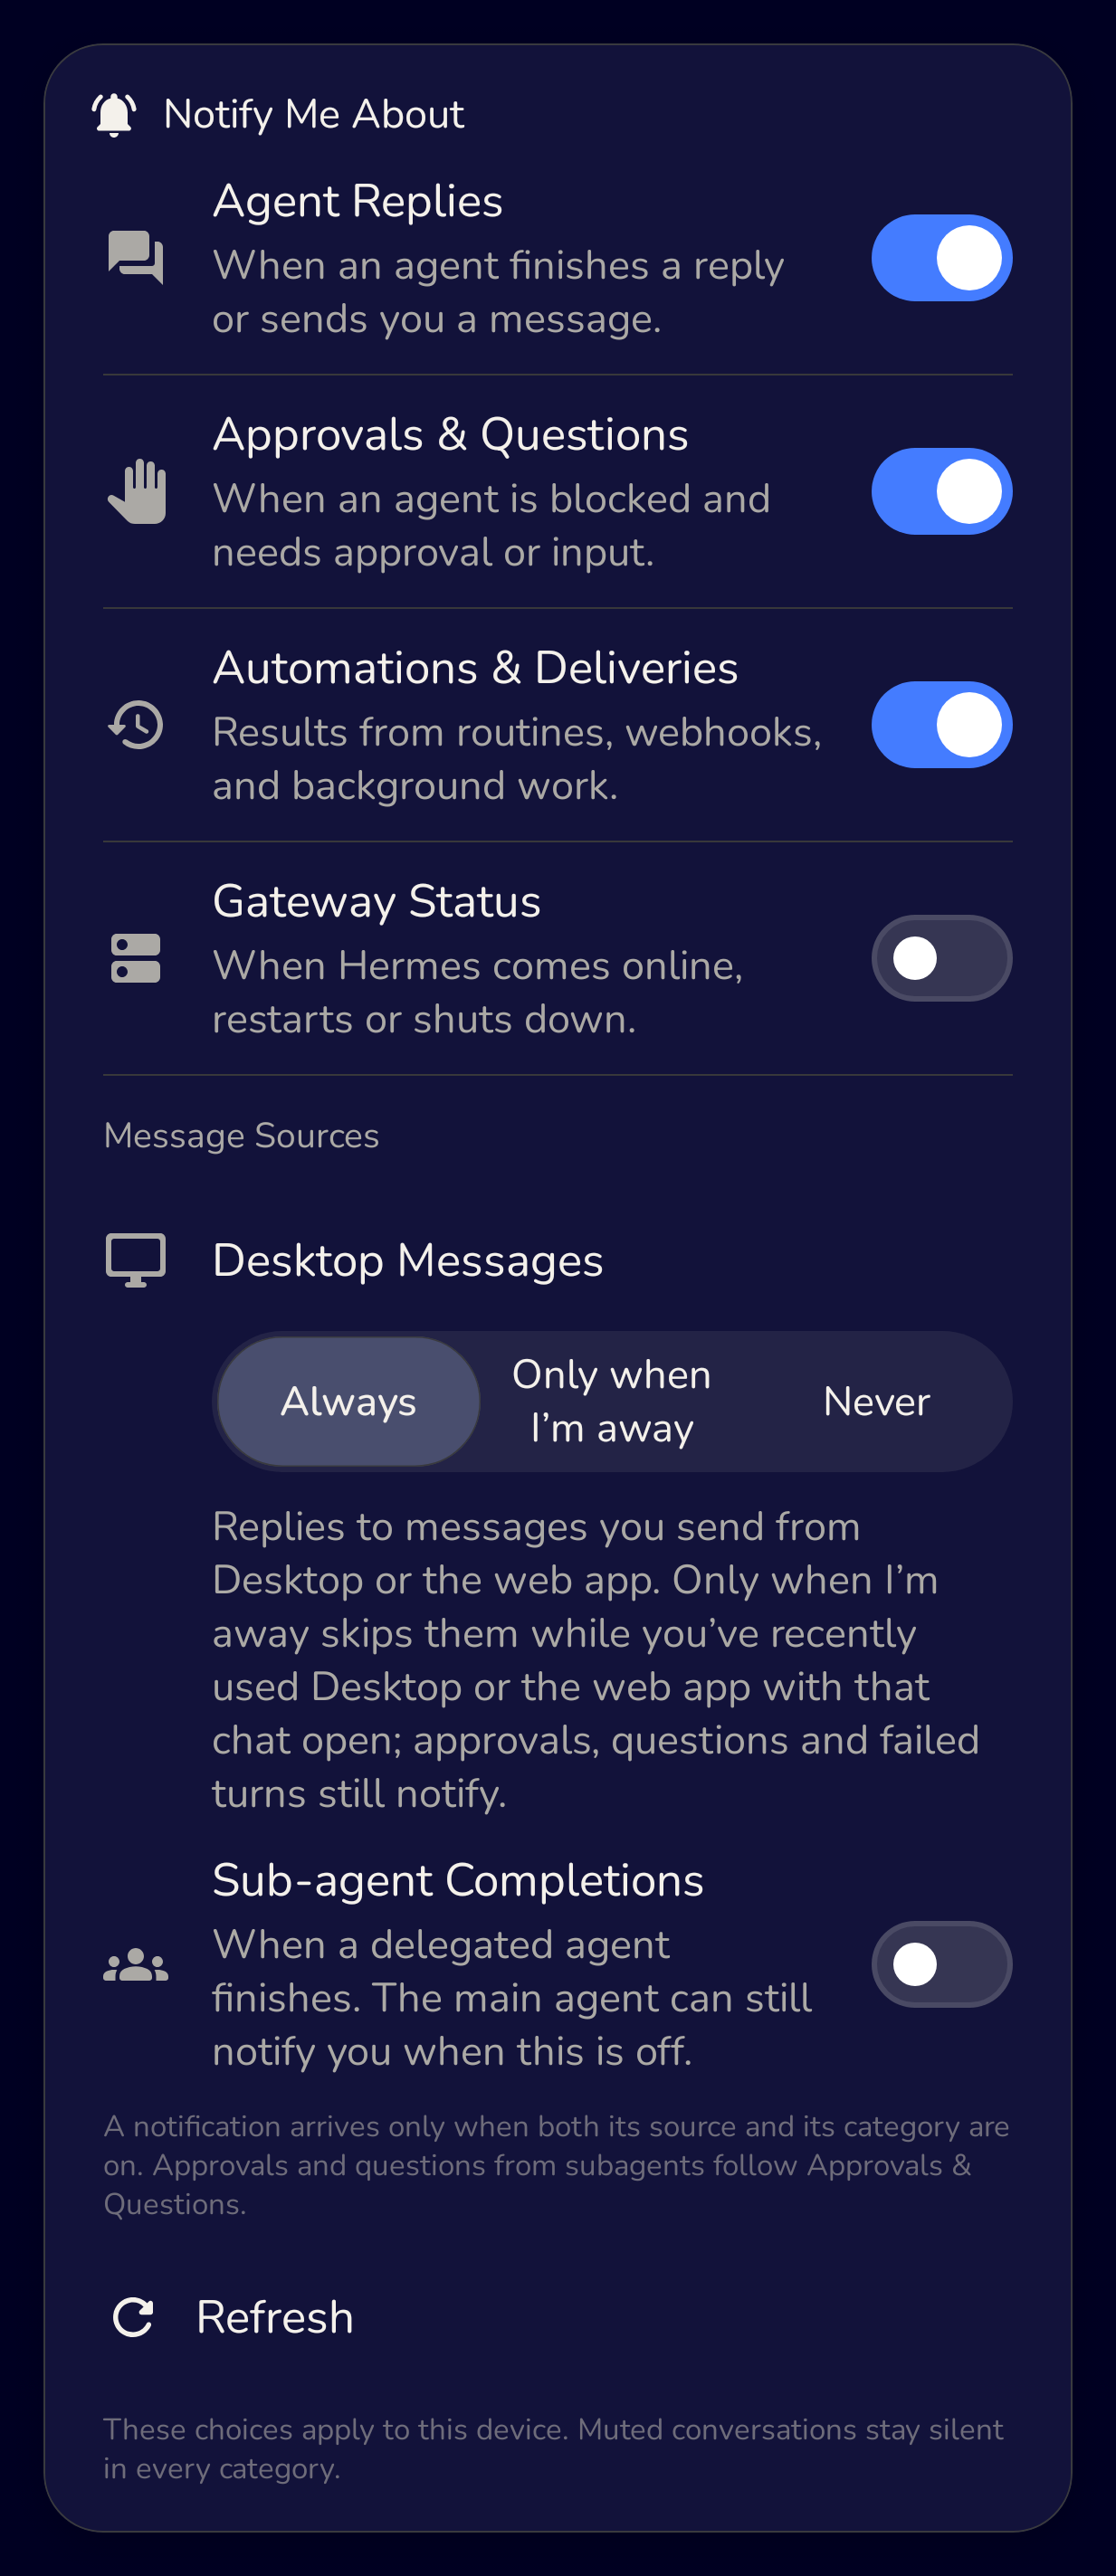 Notify Me About
Agent Replies
When an agent finishes a reply
or sends you a message.
Approvals & Questions
When an agent is blocked and
needs approval or input.
Automations & Deliveries
Results from routines, webhooks,
and background work.
Gateway Status
When Hermes comes online,
restarts or shuts down.
Message Sources
Desktop Messages
Always
Only when
I’m away
Never
Replies to messages you send from
Desktop or the web app. Only when I’m
away skips them while you’ve recently
used Desktop or the web app with that
chat open; approvals, questions and failed
turns still notify.
Sub-agent Completions
When a delegated agent
finishes. The main agent can still
notify you when this is off.
A notification arrives only when both its source and its category are
on. Approvals and questions from subagents follow Approvals &
Questions.
Refresh
These choices apply to this device. Muted conversations stay silent
in every category.